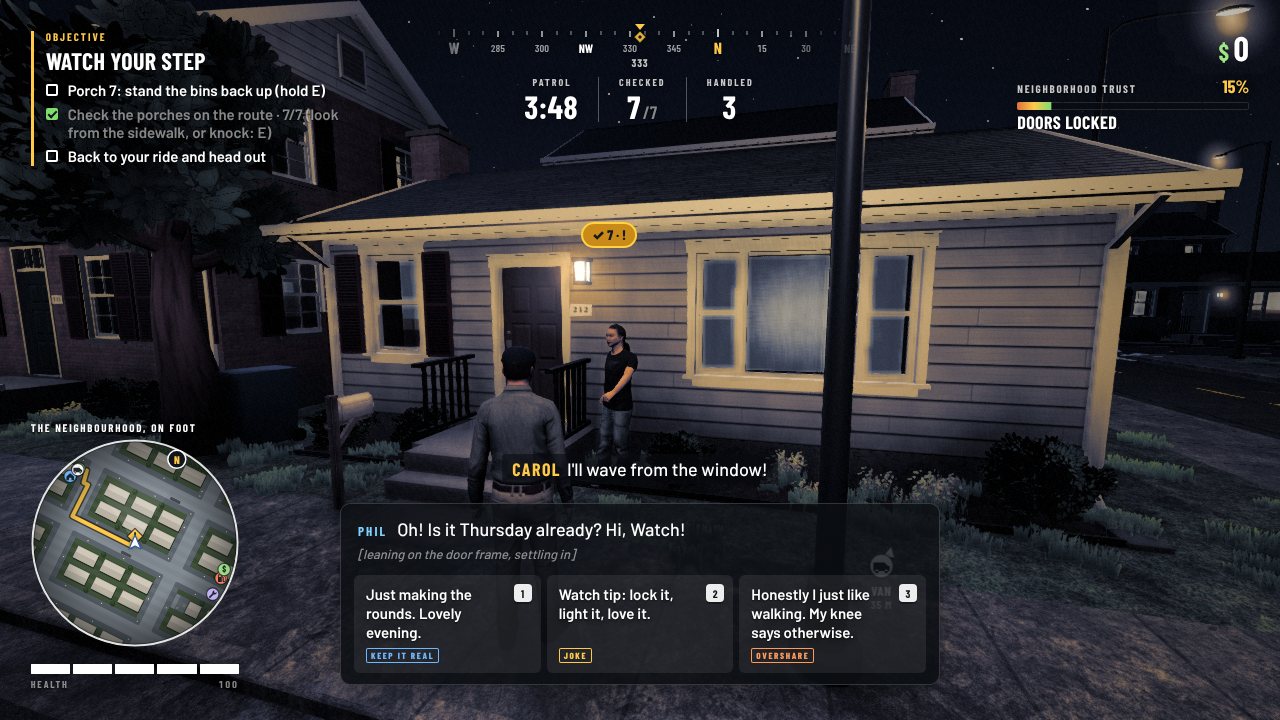 OBJECTIVE
WATCH YOUR STEP
Porch 7: stand the bins back up (hold E)
Check the porches on the route · 7/7 (look
from the sidewalk, or knock: E)
Back to your ride and head out
W 285 300 NW 330 345 N 15 30 NE
333
PATROL CHECKED HANDLED
3:48 7/7 3
$0
NEIGHBORHOOD TRUST 15%
DOORS LOCKED
7 · !
212
THE NEIGHBOURHOOD, ON FOOT
N
HEALTH 100
CAROL I'll wave from the window!
PHIL Oh! Is it Thursday already? Hi, Watch!
[leaning on the door frame, settling in]
Just making the
rounds. Lovely
evening.
1
KEEP IT REAL
Watch tip: lock it,
light it, love it.
2
JOKE
Honestly I just like
walking. My knee
says otherwise.
3
OVERSHARE
VAN
35 M